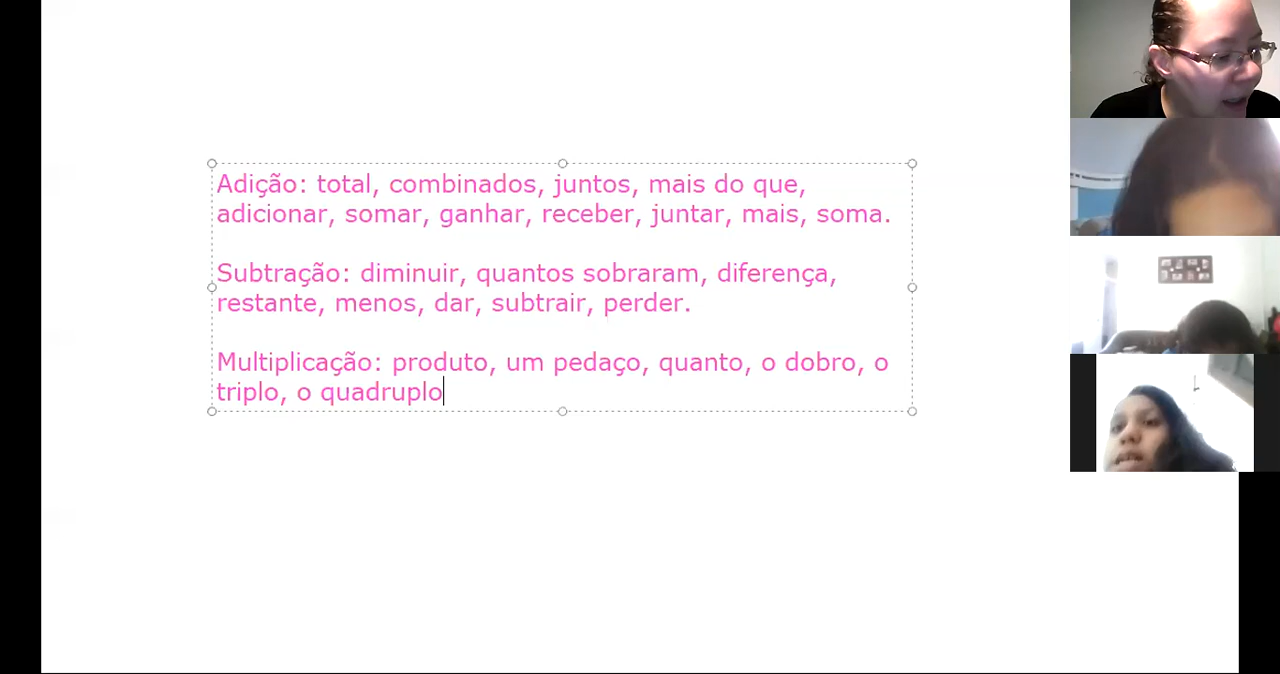 Adição: total, combinados, juntos, mais do que,
adicionar, somar, ganhar, receber, juntar, mais, soma.
Subtração: diminuir, quantos sobraram, diferença,
restante, menos, dar, subtrair, perder.
Multiplicação: produto, um pedaço, quanto, o dobro, o
triplo, o quadruplo